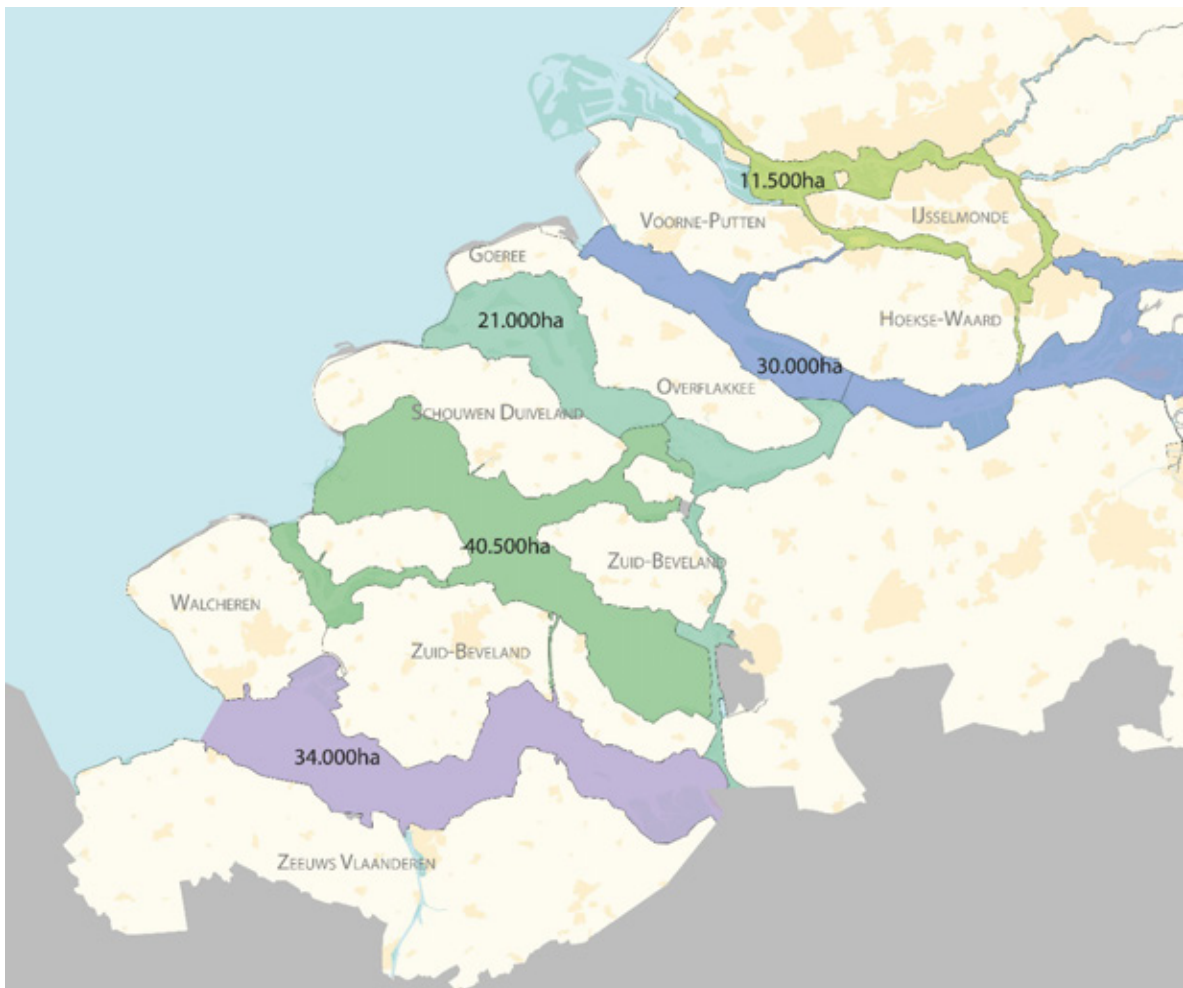 11.500ha
VOORNE-PUTTEN
IJSSELMONDE
GOEREE
21.000ha
HOEKSE-WAARD
30.000ha
OVERFLAKKEE
SCHOUWEN DUIVELAND
40.500ha
ZUID-BEVELAND
WALCHEREN
ZUID-BEVELAND
34.000ha
ZEEUWS VLAANDEREN